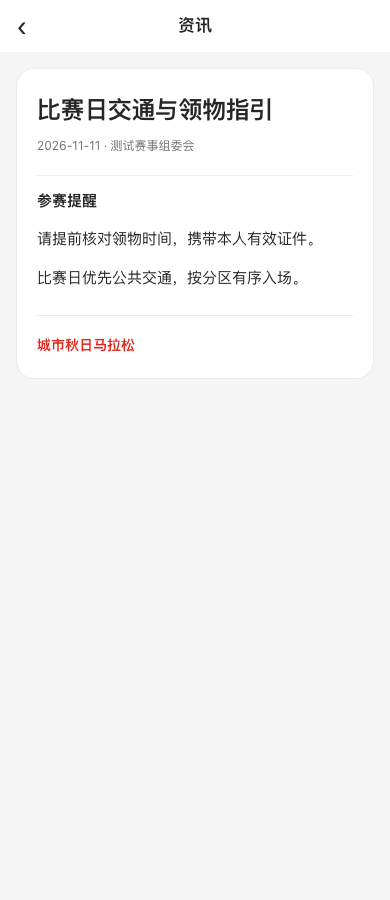 ‹ 资讯
比赛日交通与领物指引
2026-11-11 · 测试赛事组委会
参赛提醒
请提前核对领物时间，携带本人有效证件。
比赛日优先公共交通，按分区有序入场。
城市秋日马拉松